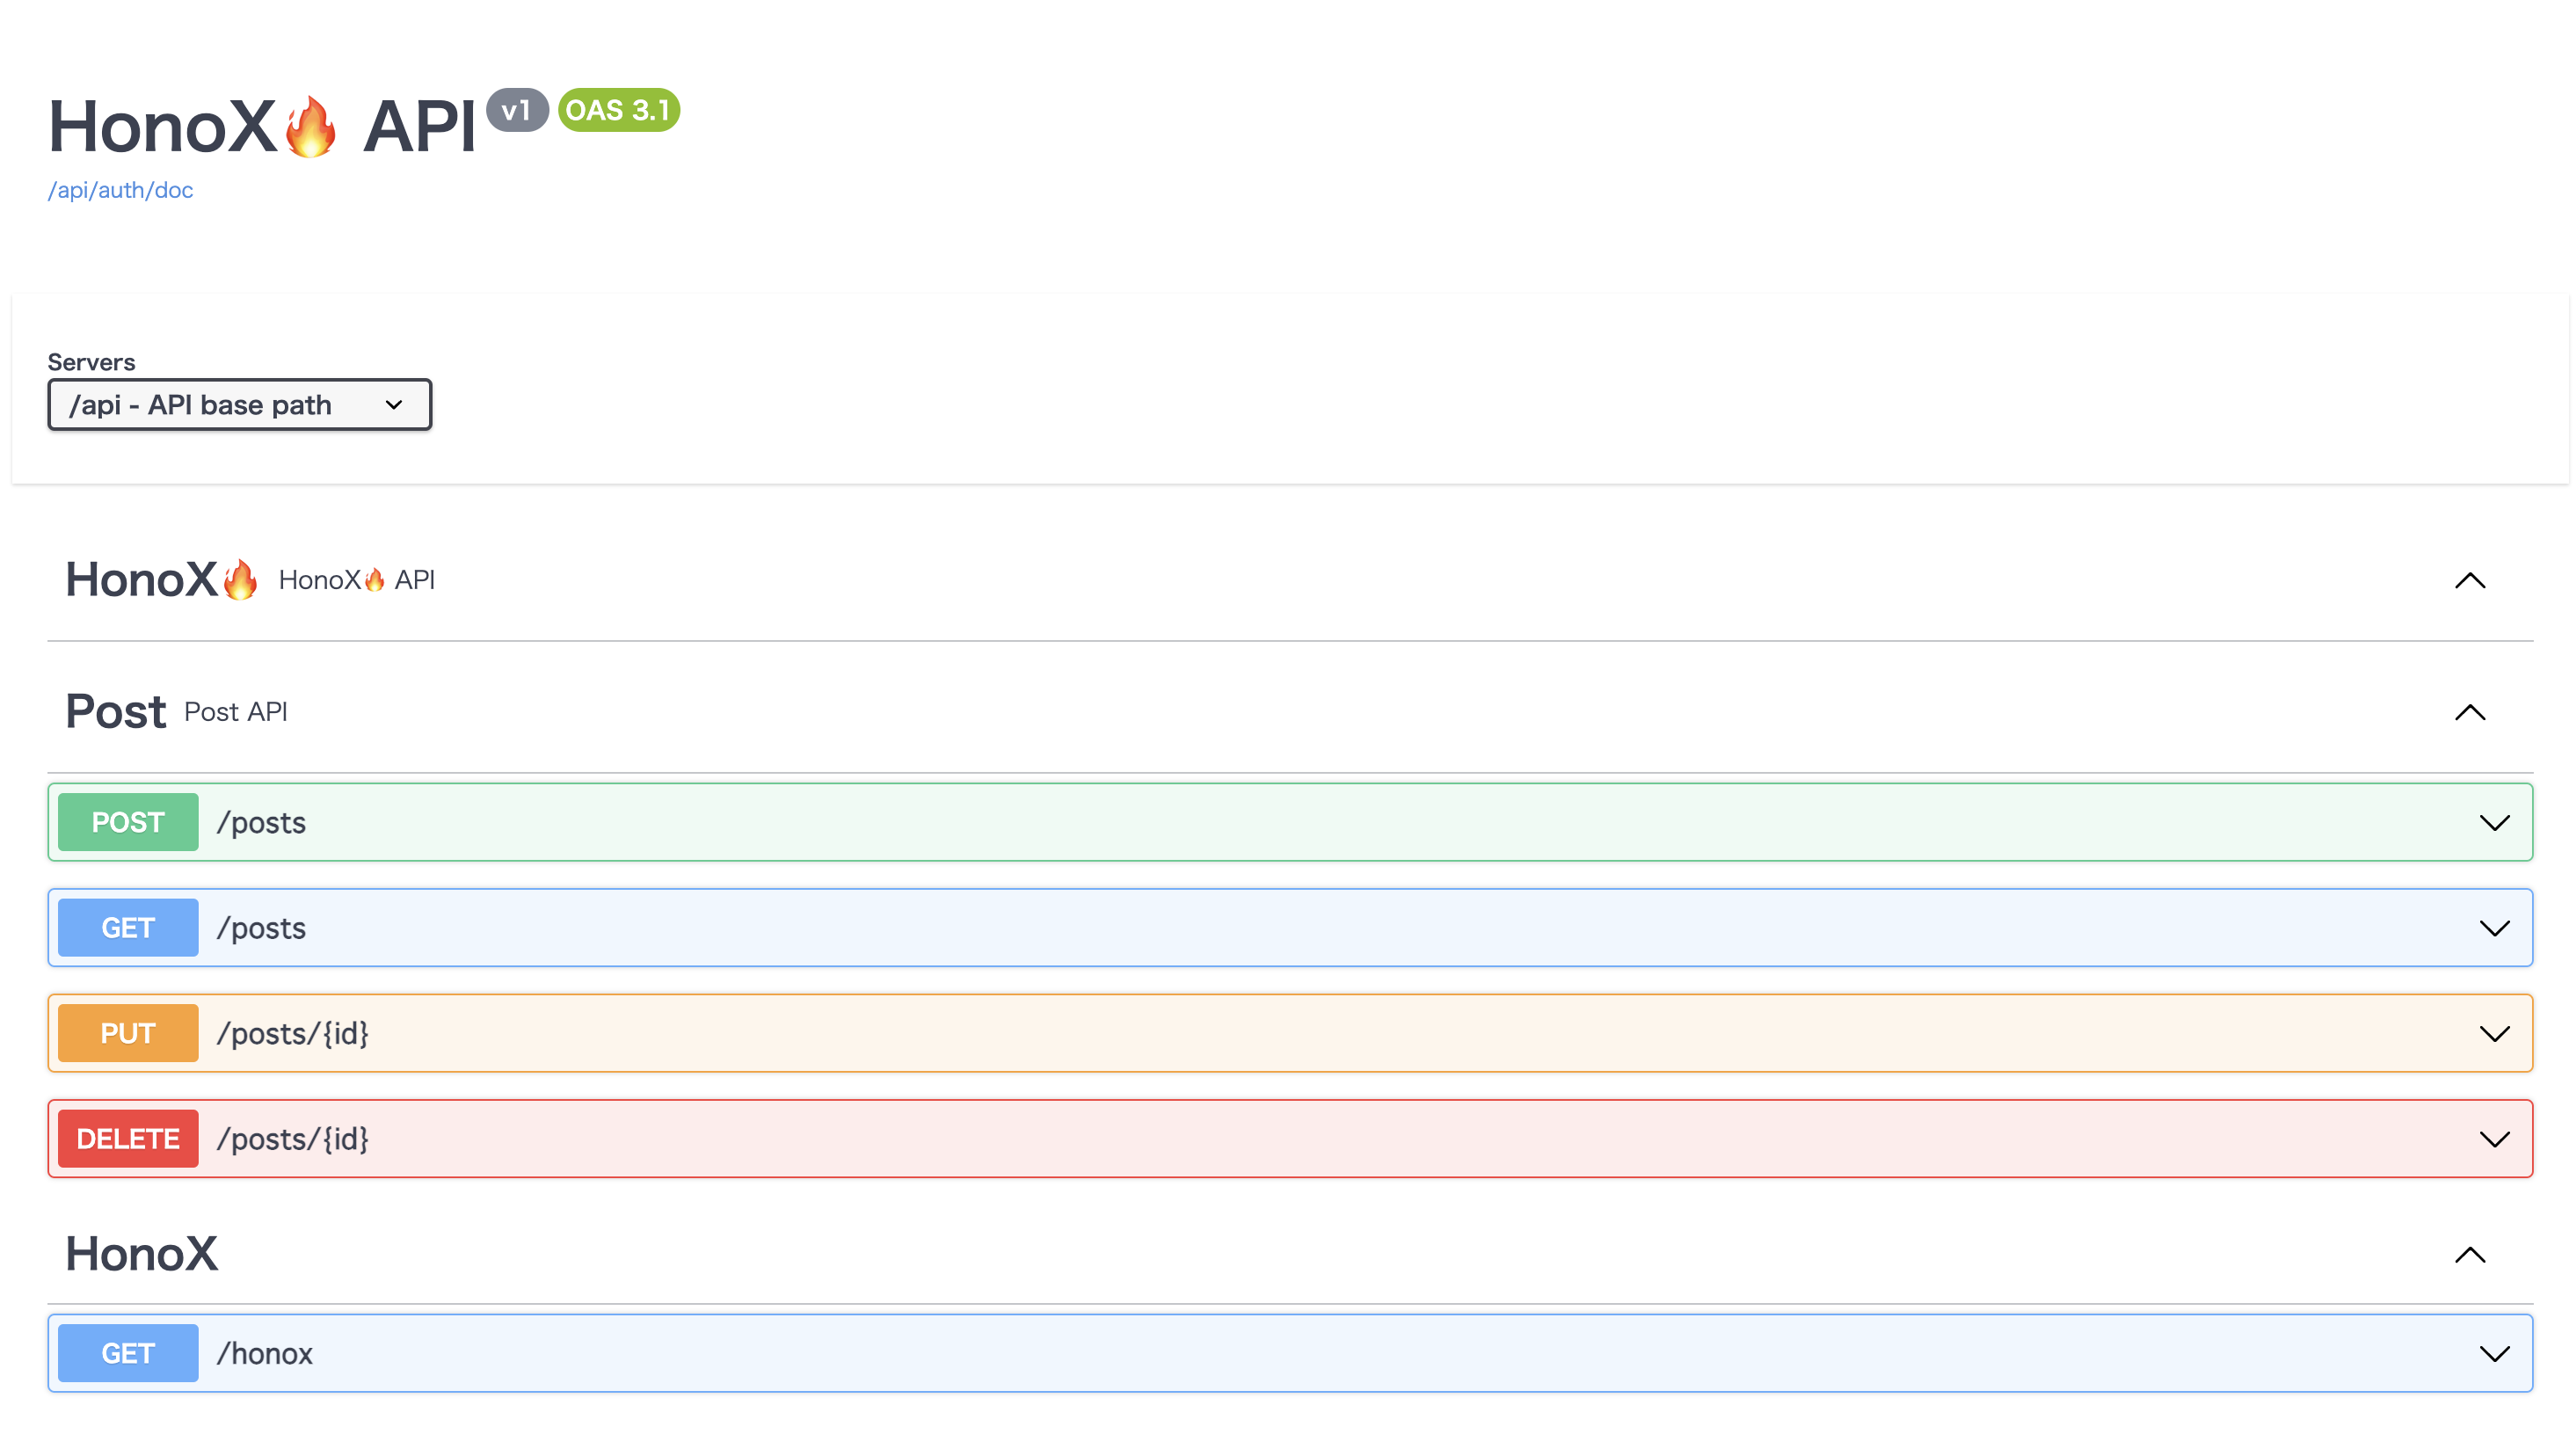 HonoX🔥 API v1 OAS 3.1
/api/auth/doc
Servers
/api - API base path
HonoX🔥 HonoX🔥 API
Post Post API
POST /posts
GET /posts
PUT /posts/{id}
DELETE /posts/{id}
HonoX
GET /honox